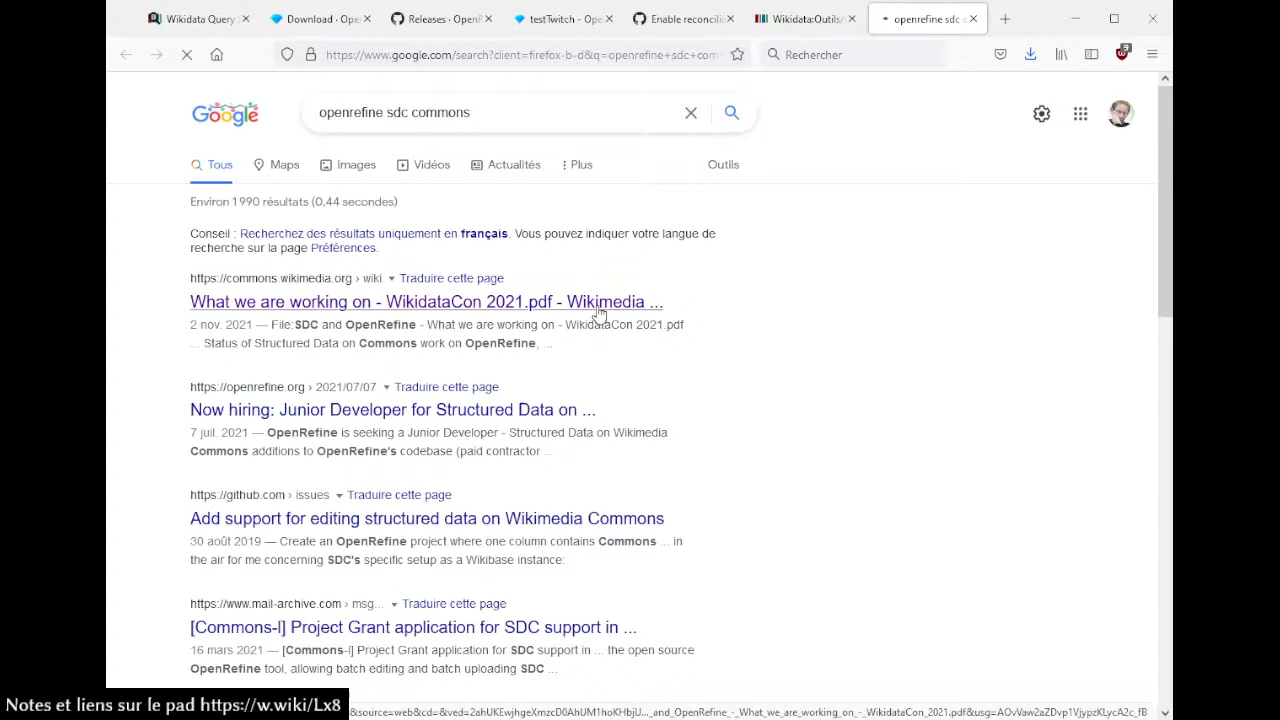 Wikidata Query
Download - Ope
Releases · OpenF
testTwitch - Ope
Enable reconcili
Wikidata:Outils/
openrefine sdc c
https://www.google.com/search?client=firefox-b-d&q=openrefine+sdc+com
Rechercher
9
Google
openrefine sdc commons
Tous
Maps
Images
Vidéos
Actualités
Plus
Outils
Environ 1 990 résultats (0,44 secondes)
Conseil : Recherchez des résultats uniquement en français. Vous pouvez indiquer votre langue de
recherche sur la page Préférences.
https://commons.wikimedia.org › wiki Traduire cette page
What we are working on - WikidataCon 2021.pdf - Wikimedia ...
2 nov. 2021 — File:SDC and OpenRefine - What we are working on - WikidataCon 2021.pdf
... Status of Structured Data on Commons work on OpenRefine, ...
https://openrefine.org › 2021/07/07 Traduire cette page
Now hiring: Junior Developer for Structured Data on ...
7 juil. 2021 — OpenRefine is seeking a Junior Developer - Structured Data on Wikimedia
Commons additions to OpenRefine's codebase (paid contractor ...
https://github.com › issues Traduire cette page
Add support for editing structured data on Wikimedia Commons
30 août 2019 — Create an OpenRefine project where one column contains Commons ... in
the air for me concerning SDC's specific setup as a Wikibase instance:
https://www.mail-archive.com › msg... Traduire cette page
[Commons-l] Project Grant application for SDC support in ...
16 mars 2021 — [Commons-l] Project Grant application for SDC support in ... the open source
OpenRefine tool, allowing batch editing and batch uploading SDC ...
Notes et liens sur le pad https://w.wiki/Lx8